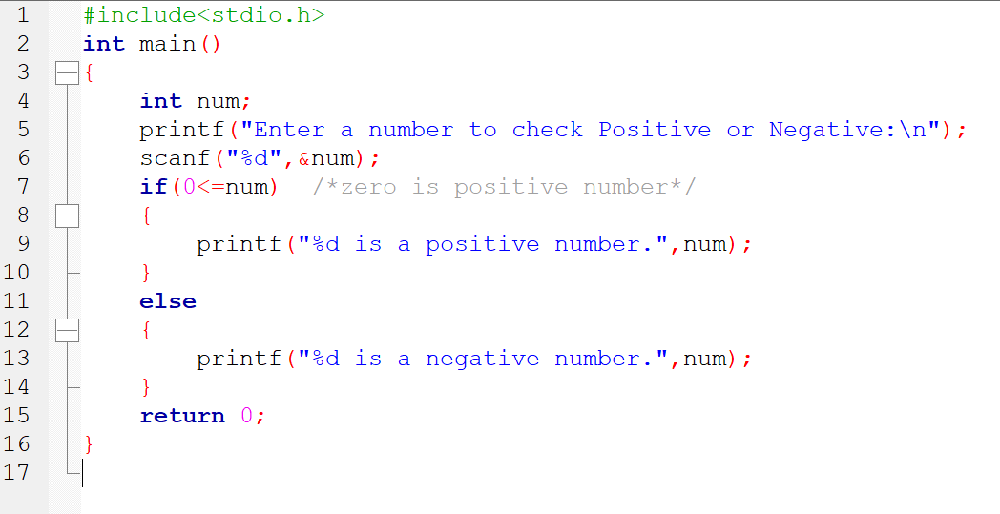 1 #include<stdio.h>
2 int main()
3 {
4 int num;
5 printf("Enter a number to check Positive or Negative:\n");
6 scanf("%d",&num);
7 if(0<=num) /*zero is positive number*/
8 {
9 printf("%d is a positive number.",num);
10 }
11 else
12 {
13 printf("%d is a negative number.",num);
14 }
15 return 0;
16 }
17